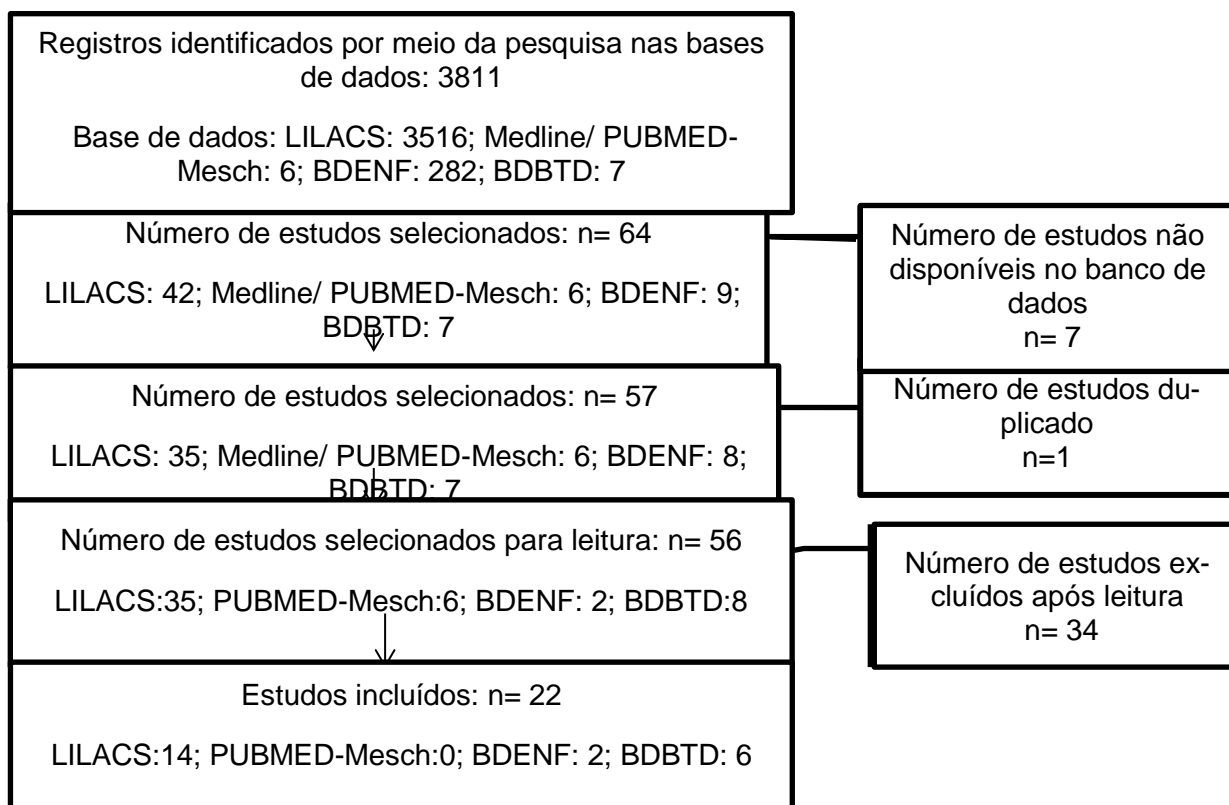 Registros identificados por meio da pesquisa nas bases
de dados: 3811
Base de dados: LILACS: 3516; Medline/ PUBMED-
Mesch: 6; BDENF: 282; BDBTD: 7
Número de estudos selecionados: n= 64
LILACS: 42; Medline/ PUBMED-Mesch: 6; BDENF: 9;
BDBTD: 7
Número de estudos não
disponíveis no banco de
dados
n= 7
Número de estudos selecionados: n= 57
LILACS: 35; Medline/ PUBMED-Mesch: 6; BDENF: 8;
BDBTD: 7
Número de estudos du-
plicado
n=1
Número de estudos selecionados para leitura: n= 56
LILACS:35; PUBMED-Mesch:6; BDENF: 2; BDBTD:8
Número de estudos ex-
cluídos após leitura
n= 34
Estudos incluídos: n= 22
LILACS:14; PUBMED-Mesch:0; BDENF: 2; BDBTD: 6